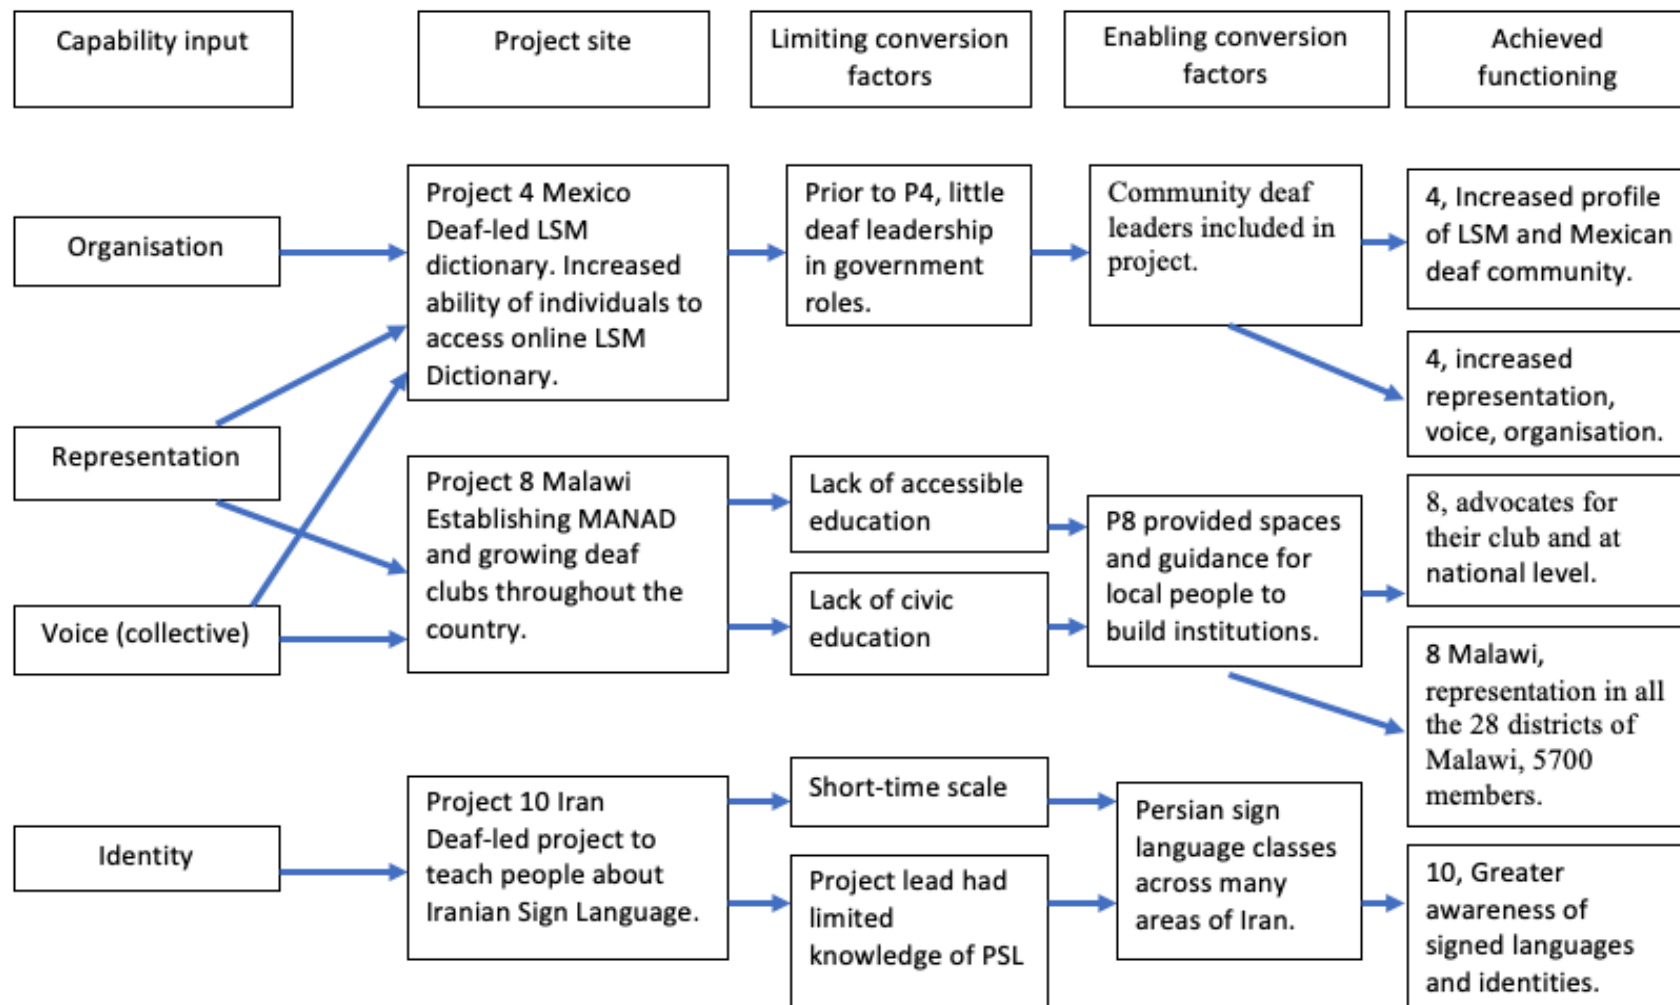 Capability input
Project site
Limiting conversion
factors
Enabling conversion
factors
Achieved
functioning
Organisation
Representation
Voice (collective)
Identity
Project 4 Mexico
Deaf-led LSM
dictionary. Increased
ability of individuals to
access online LSM
Dictionary.
Prior to P4, little
deaf leadership
in government
roles.
Community deaf
leaders included in
project.
4, Increased profile
of LSM and Mexican
deaf community.
4, increased
representation,
voice, organisation.
Project 8 Malawi
Establishing MANAD
and growing deaf
clubs throughout the
country.
Lack of accessible
education
Lack of civic
education
P8 provided spaces
and guidance for
local people to
build institutions.
8, advocates for
their club and at
national level.
8 Malawi,
representation in all
the 28 districts of
Malawi, 5700
members.
Project 10 Iran
Deaf-led project to
teach people about
Iranian Sign Language.
Short-time scale
Project lead had
limited
knowledge of PSL
Persian sign
language classes
across many
areas of Iran.
10, Greater
awareness of
signed languages
and identities.